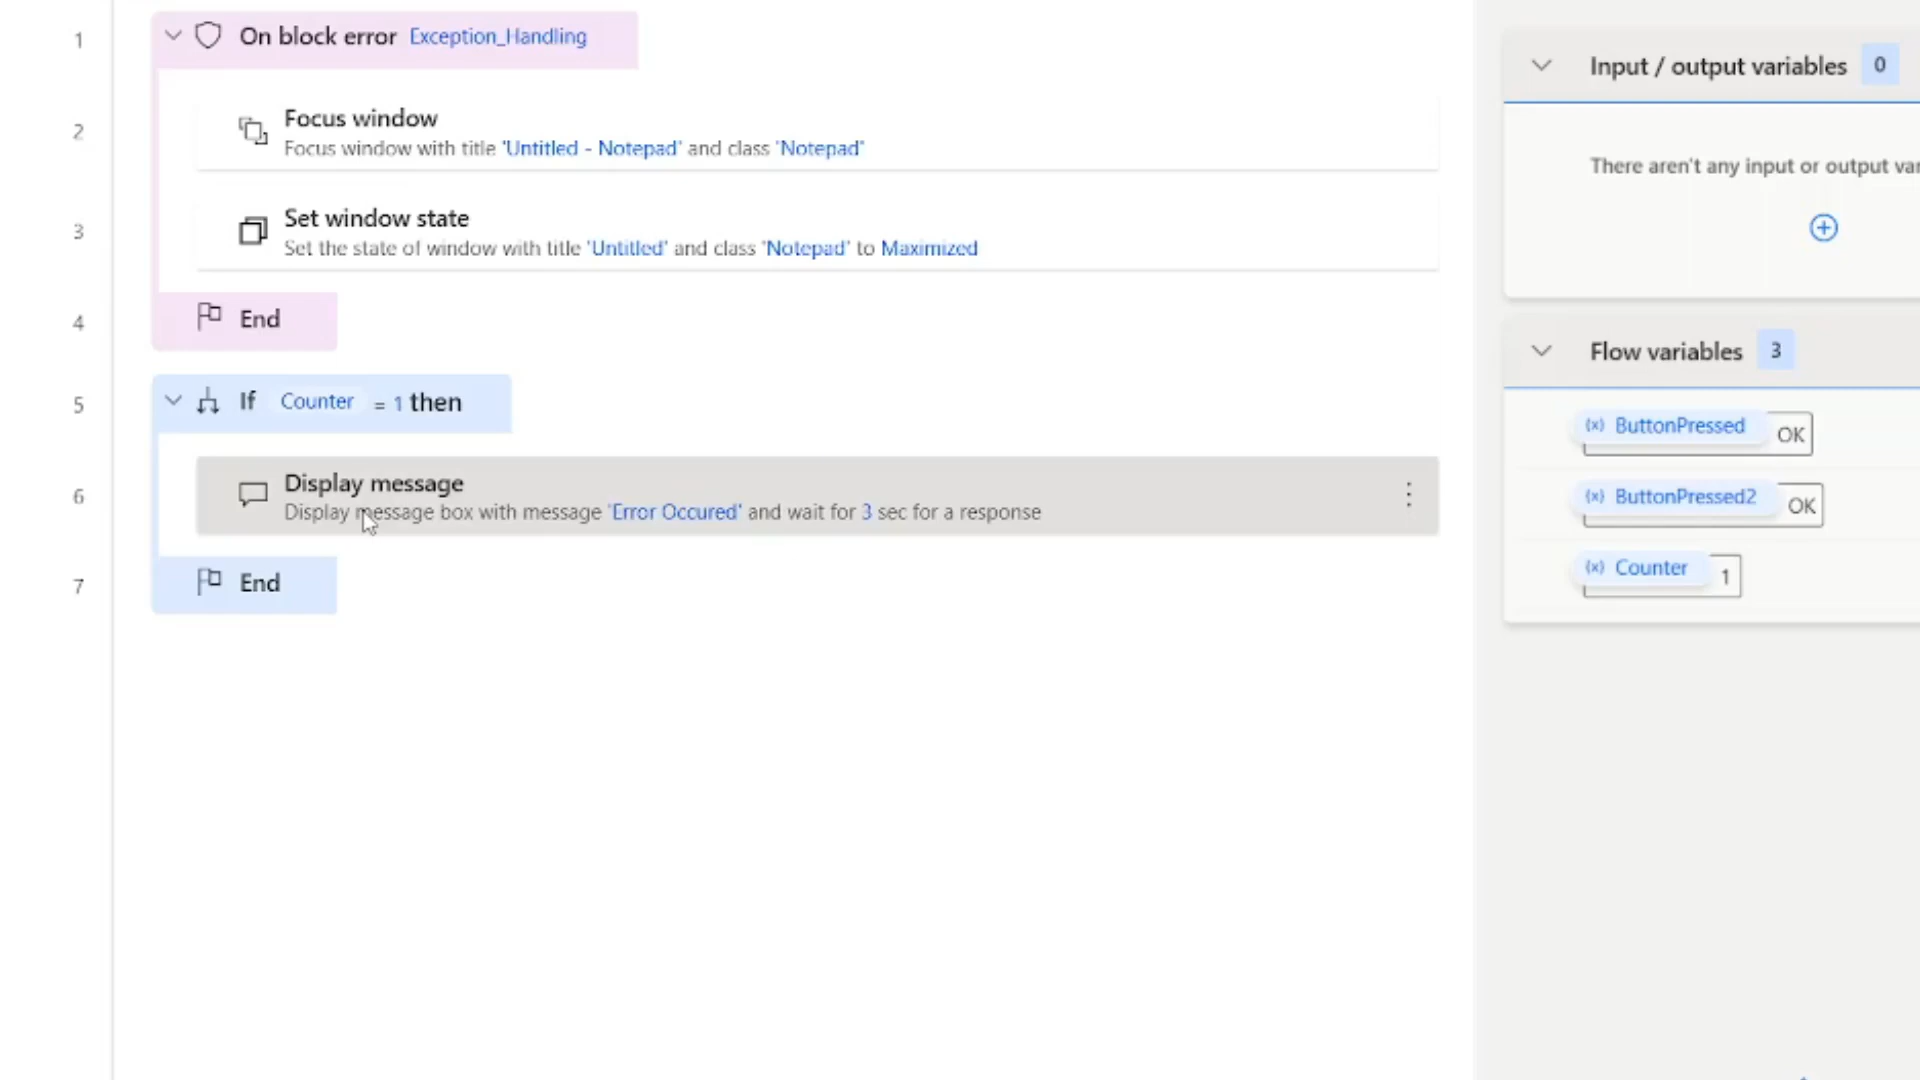 1 On block error Exception_Handling
2 Focus window
Focus window with title 'Untitled - Notepad' and class 'Notepad'
3 Set window state
Set the state of window with title 'Untitled' and class 'Notepad' to Maximized
4 End
5 If Counter = 1 then
6 Display message
Display message box with message 'Error Occured' and wait for 3 sec for a response
7 End
Input / output variables 0
There aren't any input or output var
Flow variables 3
(x) ButtonPressed OK
(x) ButtonPressed2 OK
(x) Counter 1